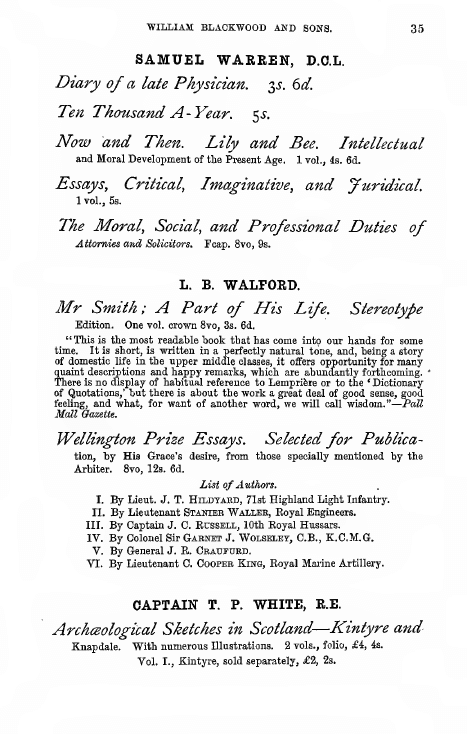 WILLIAM BLACKWOOD AND SONS. 35
SAMUEL WARREN, D.C.L.
Diary of a late Physician. 3s. 6d.
Ten Thousand A-Year. 5s.
Now and Then. Lily and Bee. Intellectual
and Moral Development of the Present Age. 1 vol., 4s. 6d.
Essays, Critical, Imaginative, and Juridical.
1 vol., 5s.
The Moral, Social, and Professional Duties of
Attornies and Solicitors. Fcap. 8vo, 9s.
L. B. WALFORD.
Mr Smith; A Part of His Life. Stereotype
Edition. One vol. crown 8vo, 3s. 6d.
"This is the most readable book that has come into our hands for some
time. It is short, is written in a perfectly natural tone, and, being a story
of domestic life in the upper middle classes, it offers opportunity for many
quaint descriptions and happy remarks, which are abundantly forthcoming.
There is no display of habitual reference to Lemprière or to the 'Dictionary
of Quotations,' but there is about the work a great deal of good sense, good
feeling, and what, for want of another word, we will call wisdom."—Pall
Mall Gazette.
Wellington Prize Essays. Selected for Publica-
tion, by His Grace's desire, from those specially mentioned by the
Arbiter. 8vo, 12s. 6d.
List of Authors.
I. By Lieut. J. T. HILDYARD, 71st Highland Light Infantry.
II. By Lieutenant STANIER WALLER, Royal Engineers.
III. By Captain J. C. RUSSELL, 10th Royal Hussars.
IV. By Colonel Sir GARNET J. WOLSELEY, C.B., K.C.M.G.
V. By General J. R. CRAUFURD.
VI. By Lieutenant C. COOPER KING, Royal Marine Artillery.
CAPTAIN T. P. WHITE, R.E.
Archæological Sketches in Scotland—Kintyre and
Knapdale. With numerous Illustrations. 2 vols., folio, £4, 4s.
Vol. I., Kintyre, sold separately, £2, 2s.